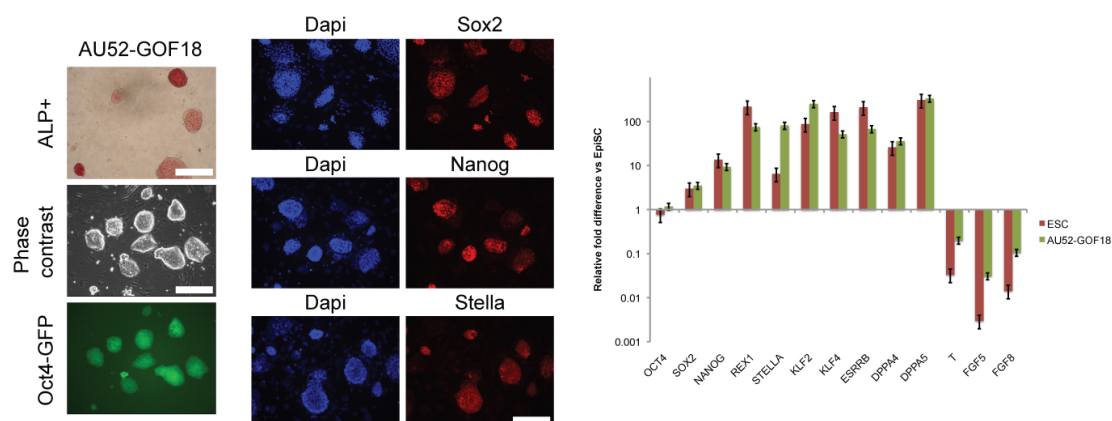 AU52-GOF18
ALP+
Phase
contrast
Oct4-GFP
Dapi
Sox2
Dapi
Nanog
Dapi
Stella
Relative fold difference vs EpiSC
100
10
1
0.1
0.01
0.001
OCT4
SOX2
NANOG
REX1
STELLA
KLF2
KLF4
ESRRB
DPPA4
DPPA5
T
FGF5
FGF8
ESC
AU52-GOF18